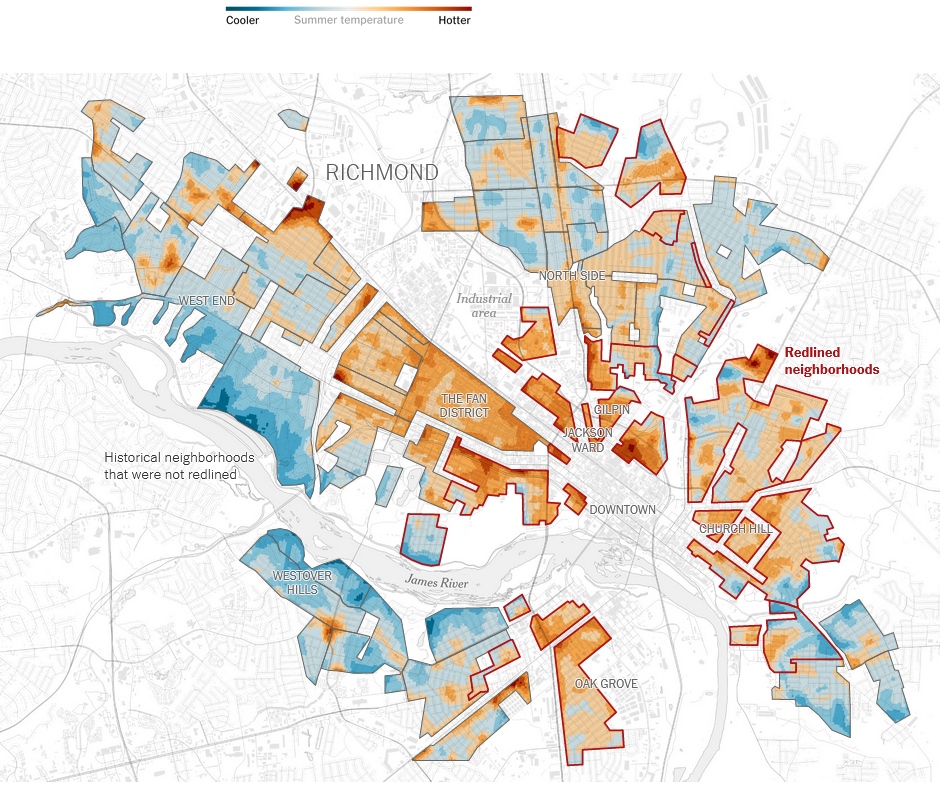 Cooler Summer temperature Hotter
RICHMOND
NORTH SIDE
WEST END
Industrial
area
Redlined
neighborhoods
THE FAN
DISTRICT
GILPIN
JACKSON
WARD
Historical neighborhoods
that were not redlined
DOWNTOWN
CHURCH HILL
WESTOVER
HILLS
James River
OAK GROVE